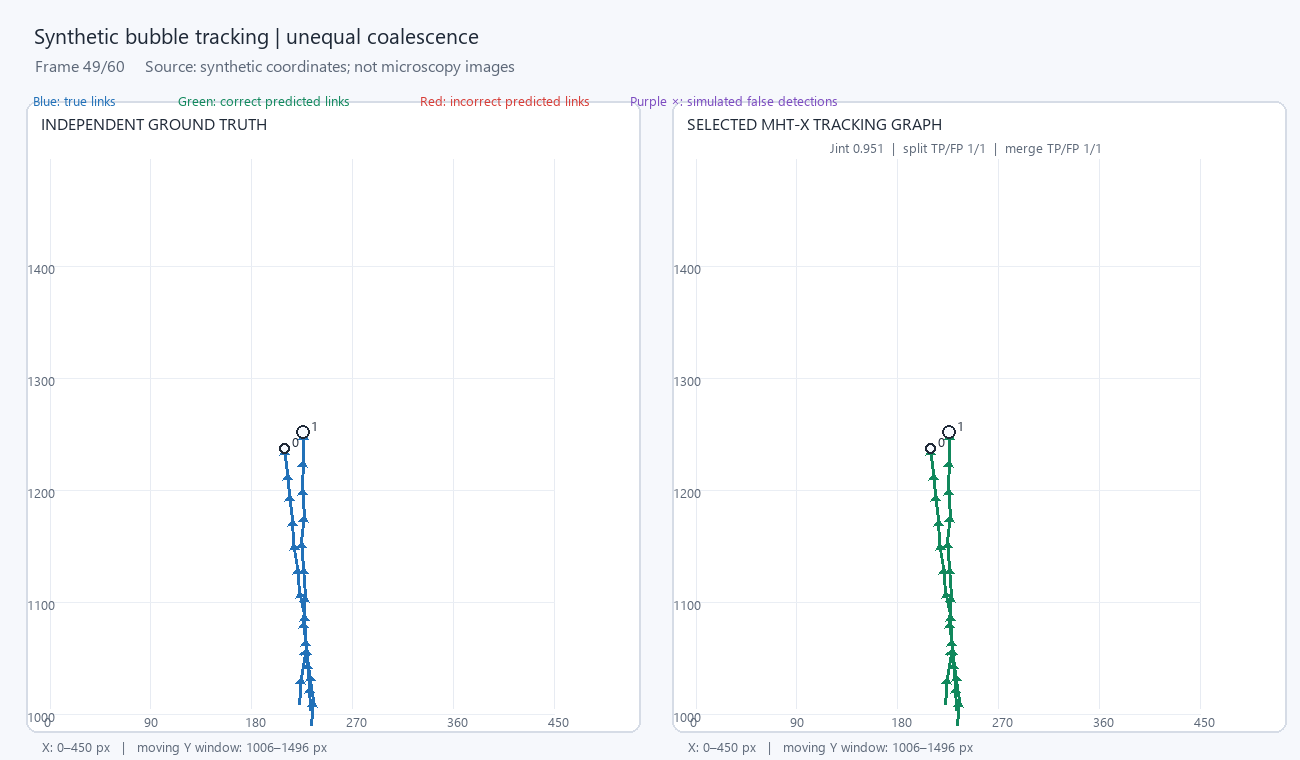 Synthetic bubble tracking | unequal coalescence
Frame 49/60 Source: synthetic coordinates; not microscopy images
Blue: true links Green: correct predicted links Red: incorrect predicted links Purple ×: simulated false detections
INDEPENDENT GROUND TRUTH
1400
1300
1200
1100
1000
0 90 180 270 360 450
0
1
X: 0–450 px | moving Y window: 1006–1496 px
SELECTED MHT-X TRACKING GRAPH
Jint 0.951 | split TP/FP 1/1 | merge TP/FP 1/1
1400
1300
1200
1100
1000
0 90 180 270 360 450
0
1
X: 0–450 px | moving Y window: 1006–1496 px